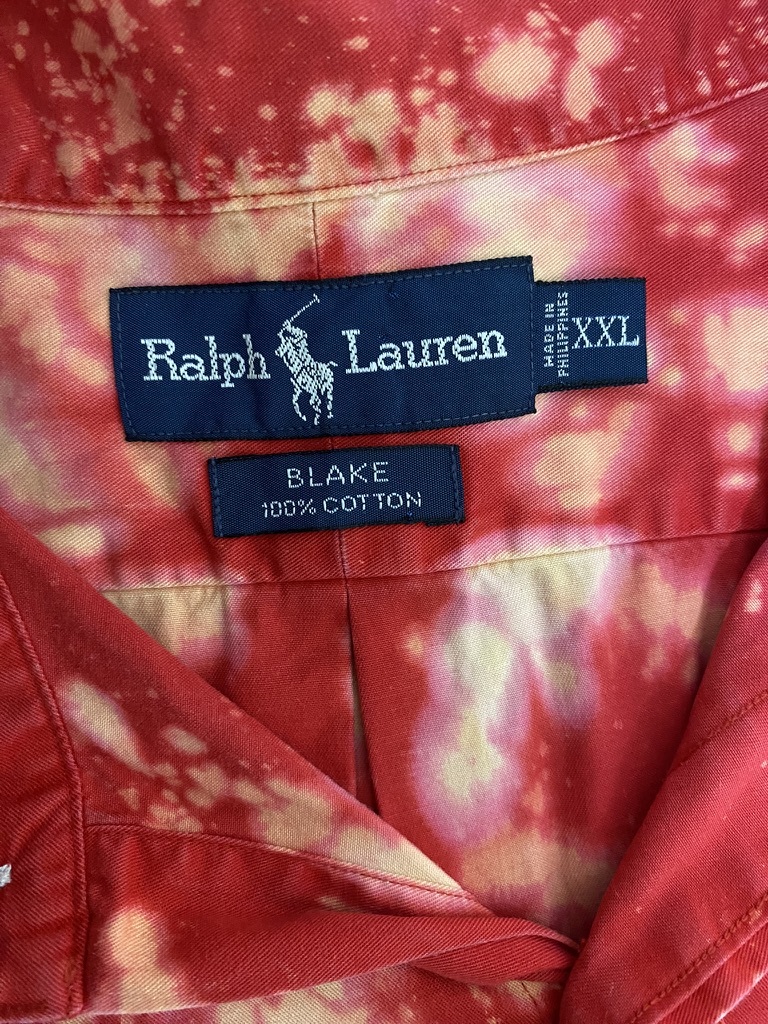 Ralph Lauren
MADE IN
PHILIPPINES
XXL
BLAKE
100% COTTON